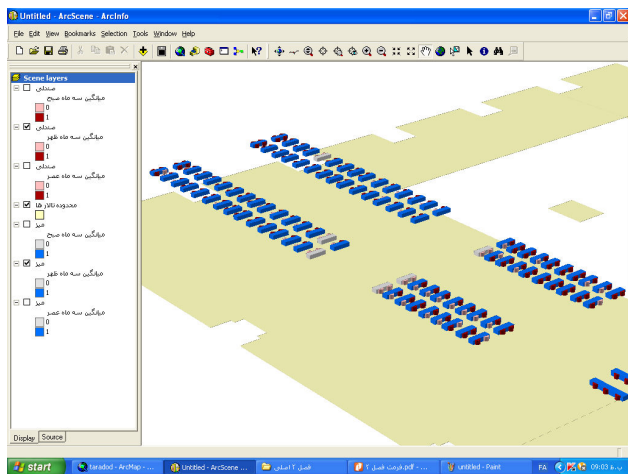 Untitled - ArcScene - ArcInfo
File Edit View Bookmarks Selection Tools Window Help
Scene layers
صندلی
میانگین سه ماه صبح
0
1
صندلی
میانگین سه ماه ظهر
0
1
صندلی
میانگین سه ماه عصر
0
1
محدوده تالار ها
میز
میانگین سه ماه صبح
0
1
میز
میانگین سه ماه ظهر
0
1
میز
میانگین سه ماه عصر
0
1
Display Source
start
taradod - ArcMap - ...
Untitled - ArcScene ...
فصل ۲ اصلی
فرمت فصل ۲.pdf - ...
untitled - Paint
FA
09:03 ب.ظ